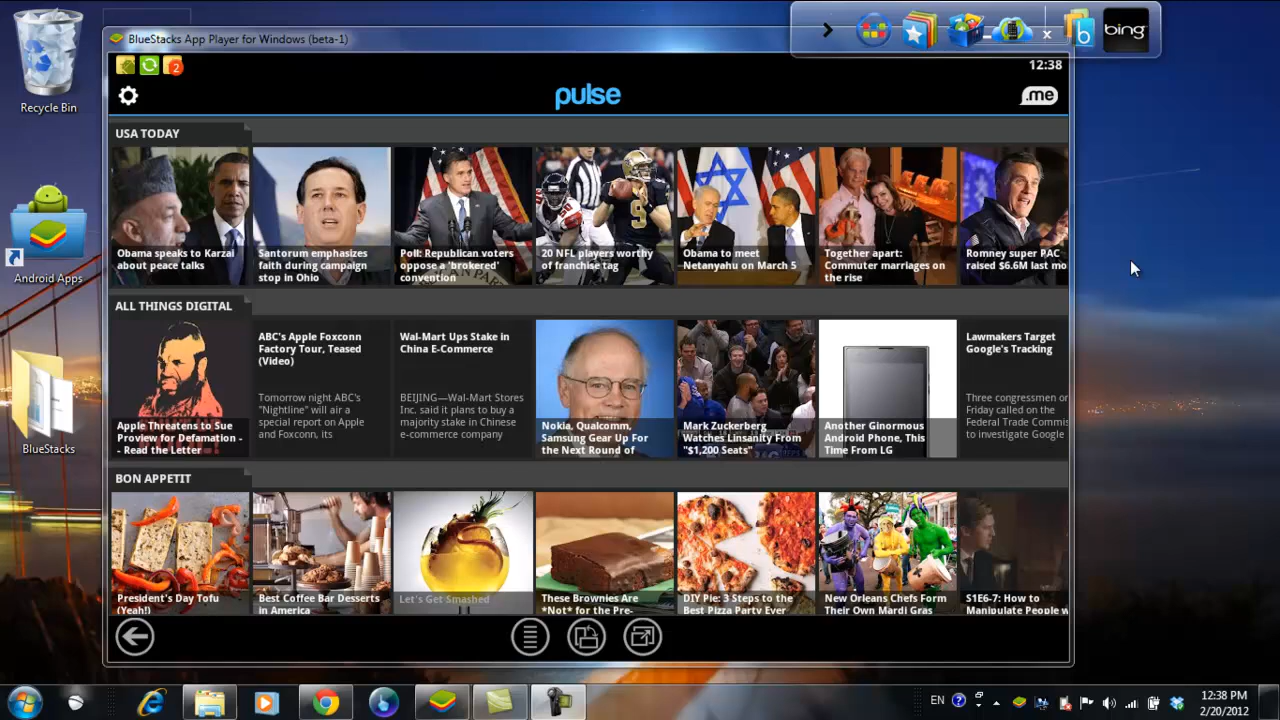 Recycle Bin
Android Apps
BlueStacks
BlueStacks App Player for Windows (beta-1)
x
b
bing
2
12:38
pulse
.me
USA TODAY
Obama speaks to Karzai
about peace talks
Santorum emphasizes
faith during campaign
stop in Ohio
Poll: Republican voters
oppose a 'brokered'
convention
20 NFL players worthy
of franchise tag
Obama to meet
Netanyahu on March 5
Together apart:
Commuter marriages on
the rise
Romney super PAC
raised $6.6M last mo
ALL THINGS DIGITAL
Apple Threatens to Sue
Proview for Defamation -
- Read the Letter
ABC's Apple Foxconn
Factory Tour, Teased
(Video)
Tomorrow night ABC's
"Nightline" will air a
special report on Apple
and Foxconn, its
Wal-Mart Ups Stake in
China E-Commerce
BEIJING—Wal-Mart Stores
Inc. said it plans to buy a
majority stake in Chinese
e-commerce company
Nokia, Qualcomm,
Samsung Gear Up For
the Next Round of
Mark Zuckerberg
Watches Linsanity From
"$1,200 Seats"
Another Ginormous
Android Phone, This
Time From LG
Lawmakers Target
Google's Tracking
Three congressmen on
Friday called on the
Federal Trade Commis
to investigate Google
BON APPETIT
President's Day Tofu
(Yeah!)
Best Coffee Bar Desserts
in America
Let's Get Smashed
These Brownies Are
*Not* for the Pre-
DIY Pie: 3 Steps to the
Best Pizza Party Ever
New Orleans Chefs Form
Their Own Mardi Gras
S1E6-7: How to
Manipulate People w
EN
12:38 PM
2/20/2012